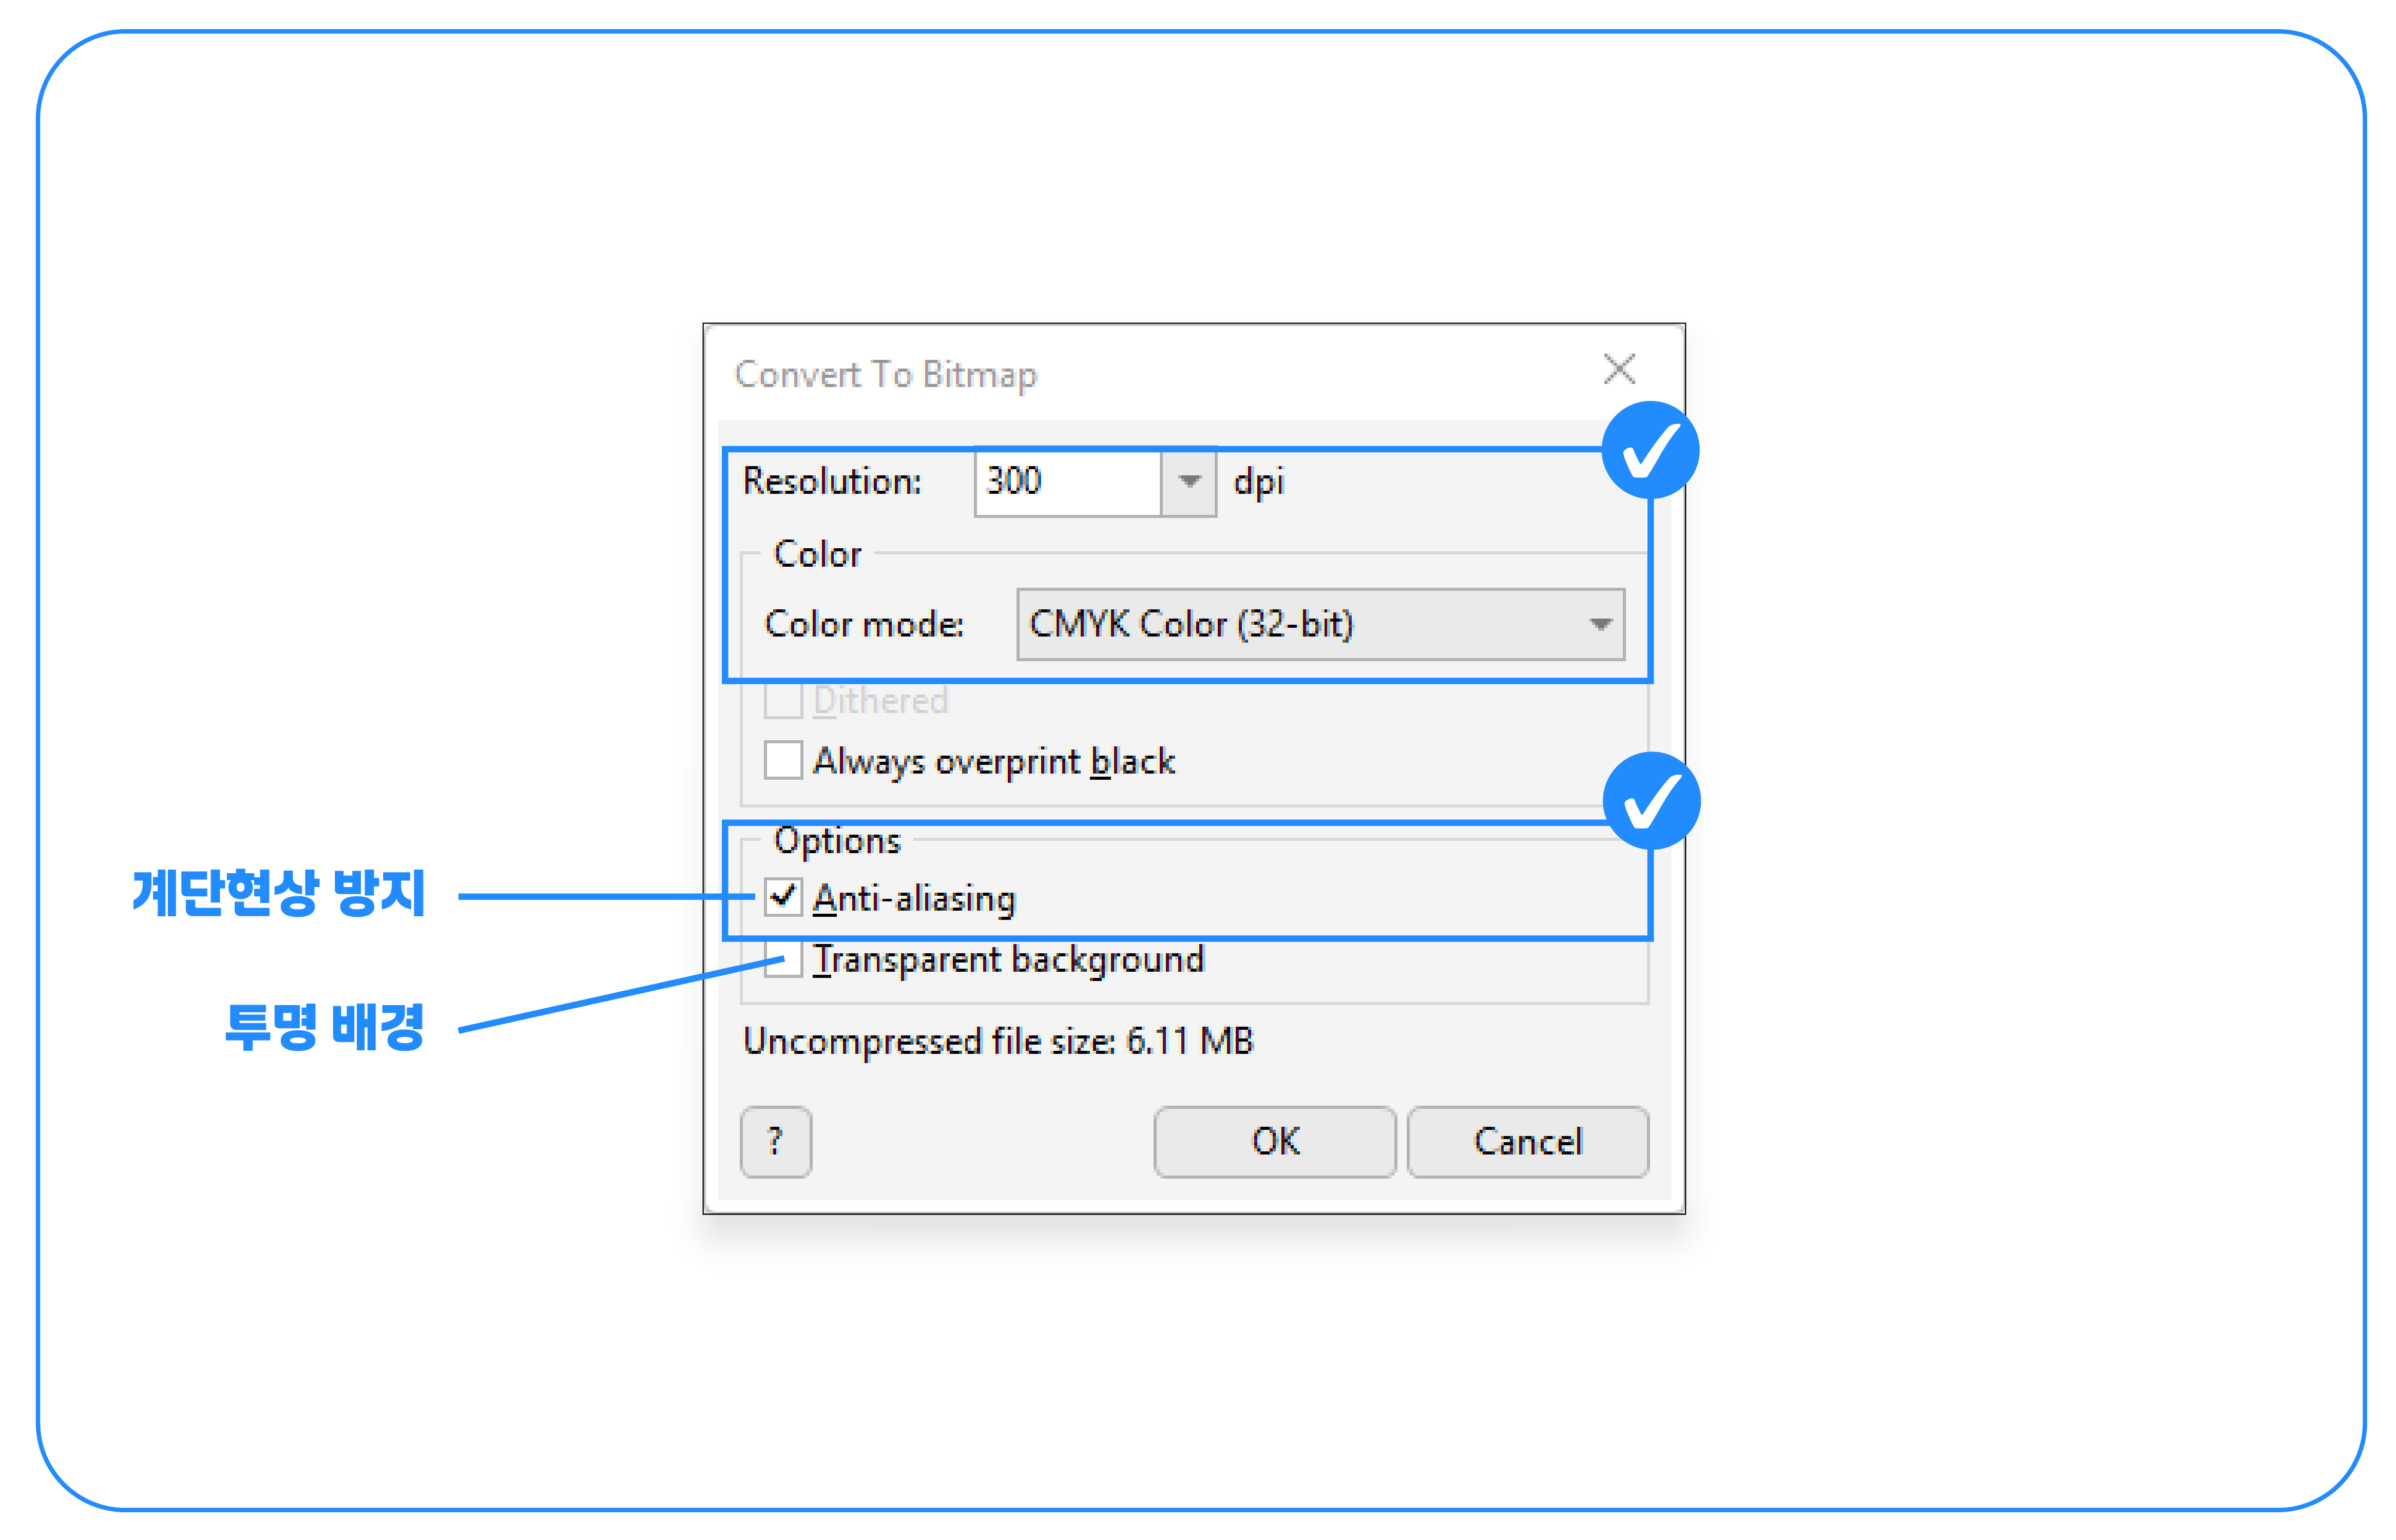 Convert To Bitmap
Resolution: 300 dpi
Color
Color mode: CMYK Color (32-bit)
Dithered
Always overprint black
Options
계단현상 방지
Anti-aliasing
Transparent background
투명 배경
Uncompressed file size: 6.11 MB
? OK Cancel